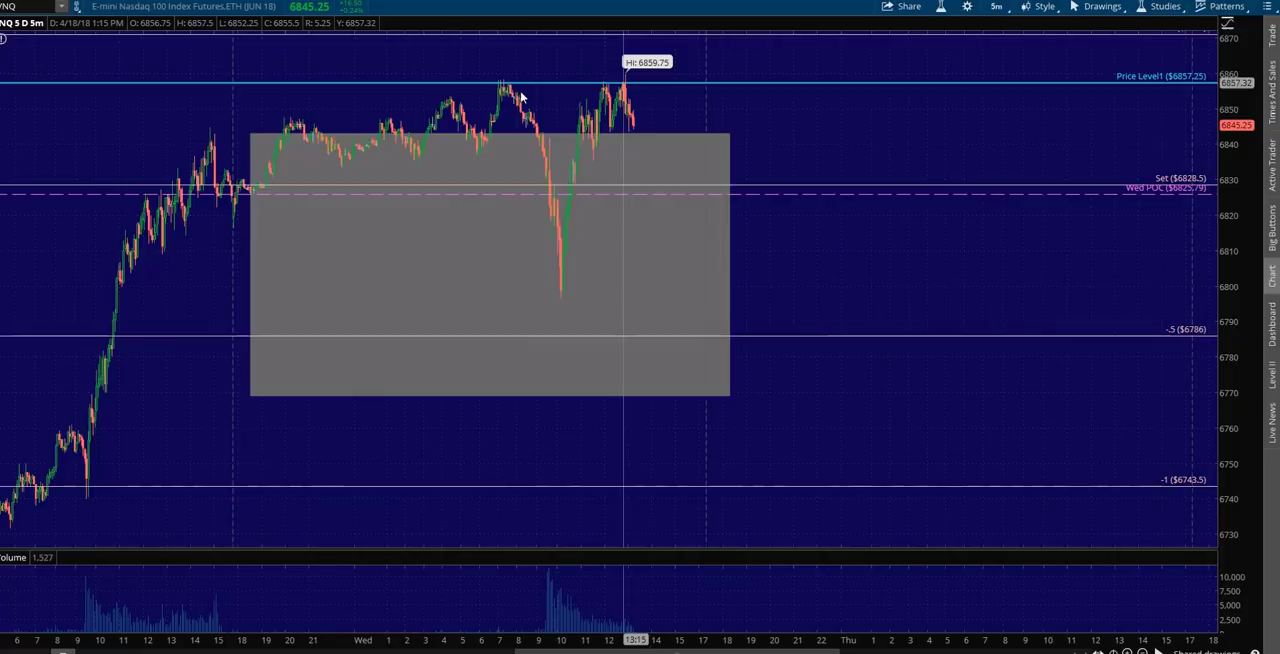 /NQ E-mini Nasdaq 100 Index Futures.ETH (JUN 18) 6845.25 +16.50 +0.24% Share 5m Style Drawings Studies Patterns
NQ 5 D 5m D: 4/18/18 1:15 PM O: 6856.75 H: 6857.5 L: 6852.25 C: 6855.5 R: 5.25 Y: 6857.32
Hi: 6859.75
Price Level1 ($6857.25)
Set ($6828.5)
Wed POC ($6825.79)
-.5 ($6786)
-1 ($6743.5)
6870
6860
6857.32
6850
6845.25
6840
6830
6820
6810
6800
6790
6780
6770
6760
6750
6740
6730
Trade
Times And Sales
Active Trader
Big Buttons
Chart
Dashboard
Level II
Live News
Volume 1,527
10,000
7,500
5,000
2,500
6 7 8 9 10 11 12 13 14 15 18 19 20 21 Wed 1 2 3 4 5 6 7 8 9 10 11 12 13:15 14 15 17 18 19 20 21 22 Thu 1 2 3 4 5 6 7 8 9 10 11 12 13 14 15 17 18
Shared drawings